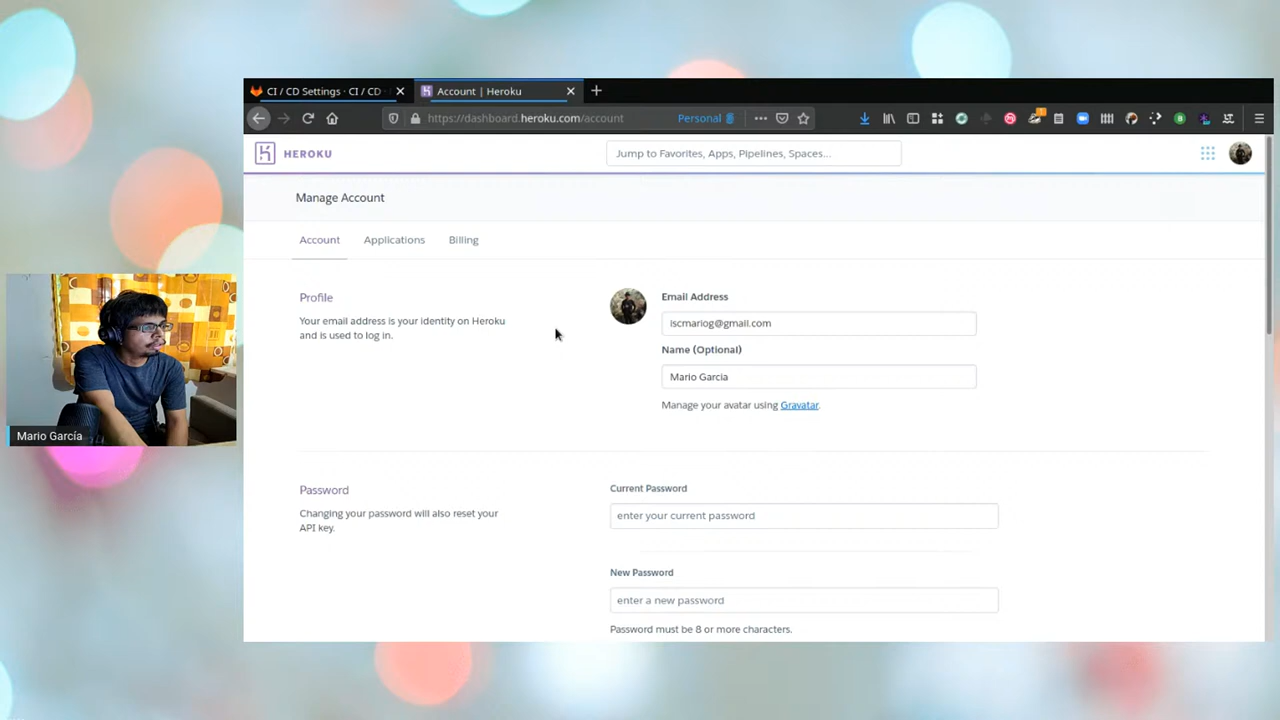 CI / CD Settings · CI / CD
Account | Heroku
https://dashboard.heroku.com/account
Personal
HEROKU
Jump to Favorites, Apps, Pipelines, Spaces...
Manage Account
Account
Applications
Billing
Profile
Your email address is your identity on Heroku
and is used to log in.
Email Address
iscmariog@gmail.com
Name (Optional)
Mario Garcia
Manage your avatar using Gravatar.
Password
Changing your password will also reset your
API key.
Current Password
enter your current password
New Password
enter a new password
Password must be 8 or more characters.
Mario García